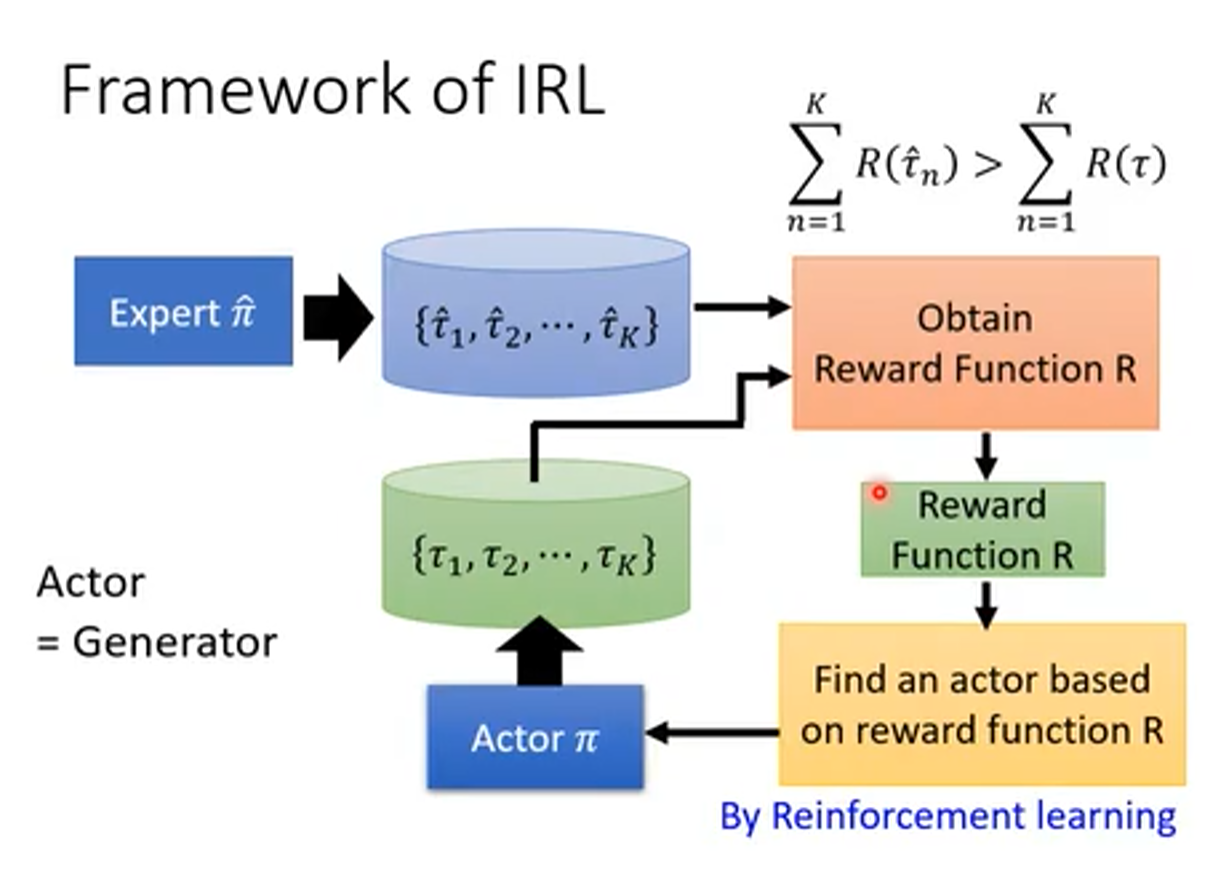 Framework of IRL
$\sum_{n=1}^{K} R(\hat{\tau}_n) > \sum_{n=1}^{K} R(\tau)$
Expert $\hat{\pi}$
$\{\hat{\tau}_1, \hat{\tau}_2, \cdots, \hat{\tau}_K\}$
Obtain
Reward Function R
Reward
Function R
$\{\tau_1, \tau_2, \cdots, \tau_K\}$
Actor
= Generator
Find an actor based
on reward function R
Actor $\pi$
By Reinforcement learning